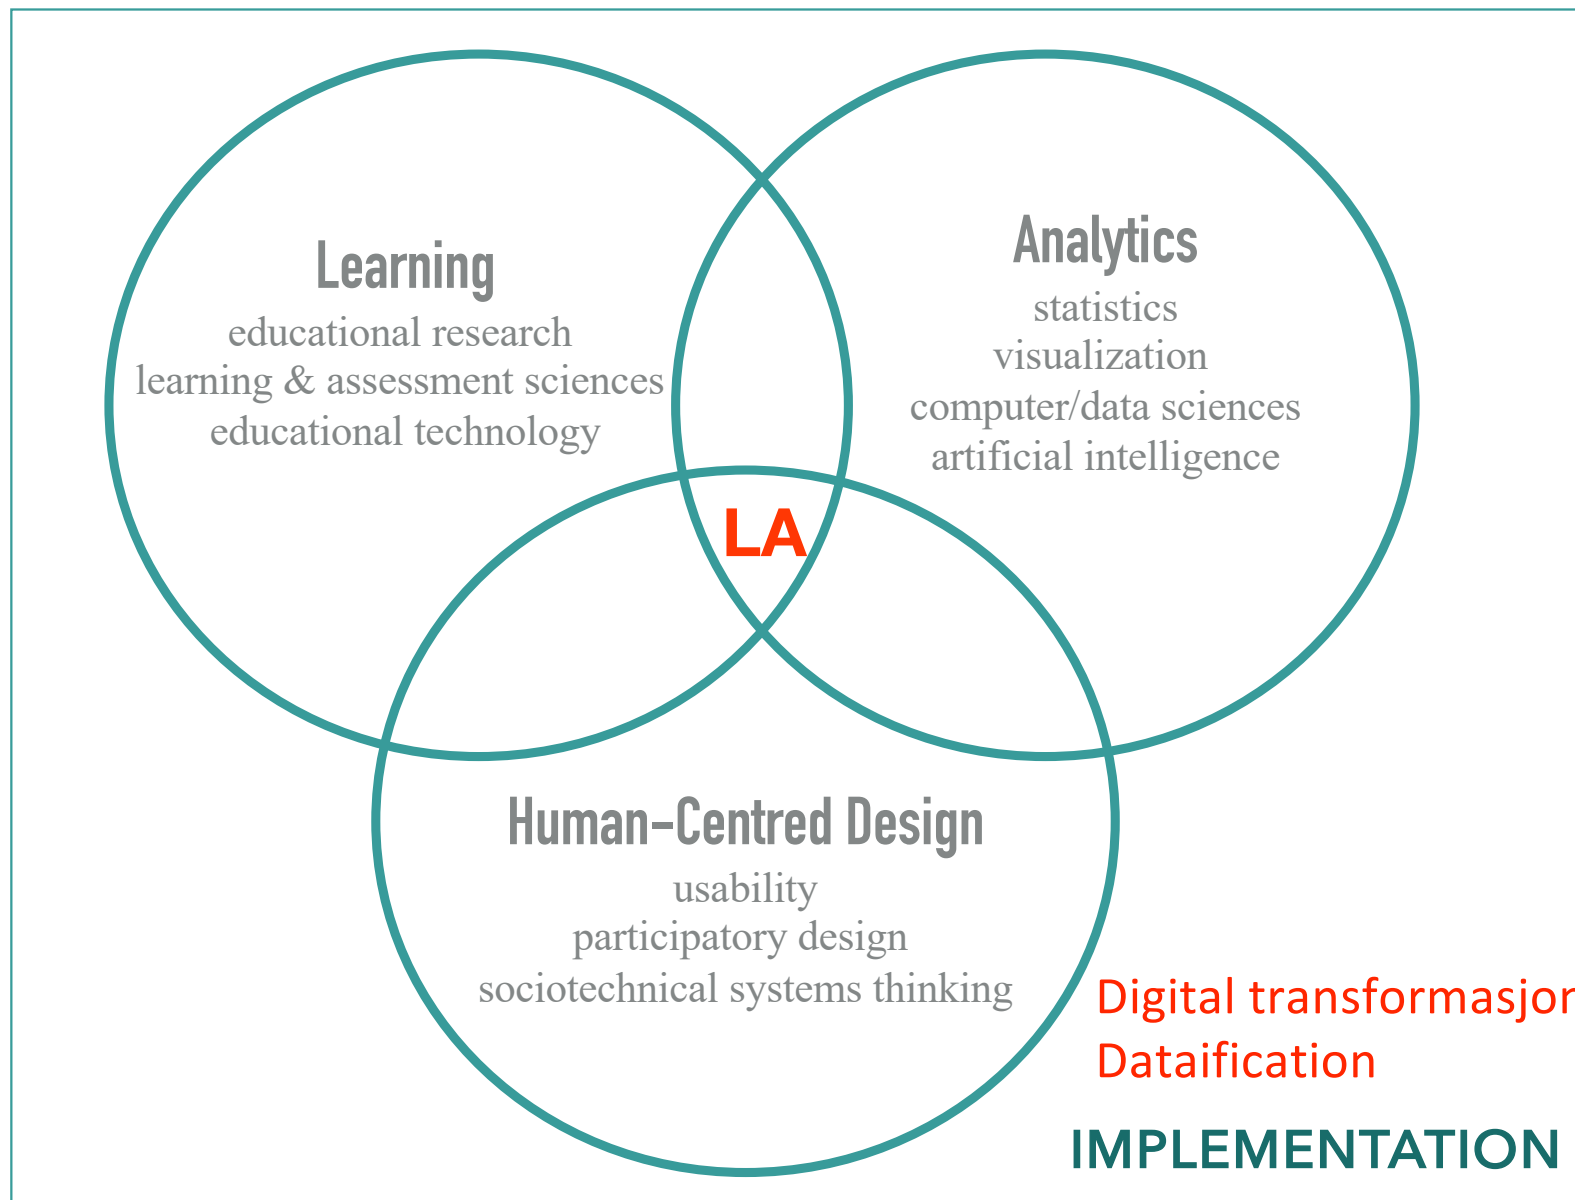 Learning
educational research
learning & assessment sciences
educational technology
Analytics
statistics
visualization
computer/data sciences
artificial intelligence
LA
Human-Centred Design
usability
participatory design
sociotechnical systems thinking
Digital transformasjon
Dataification
IMPLEMENTATION